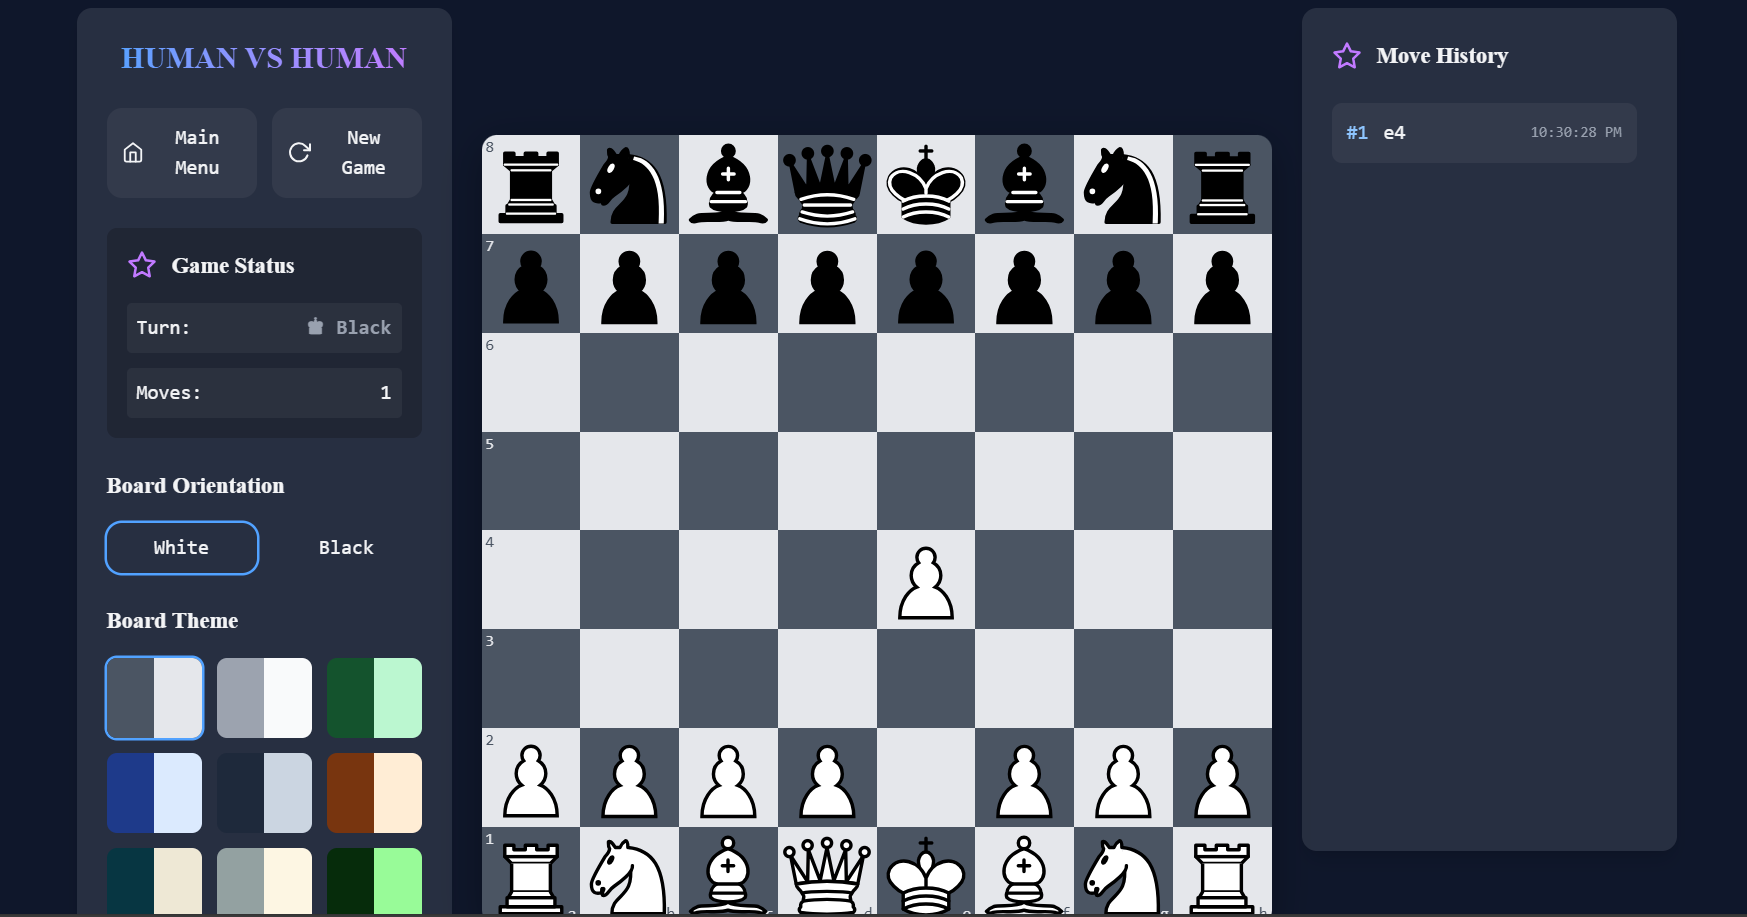 HUMAN VS HUMAN
Main
Menu
New
Game
Game Status
Turn: Black
Moves: 1
Board Orientation
White Black
Board Theme
8
7
6
5
4
3
2
1
a b c d e f g h
Move History
#1 e4 10:30:28 PM